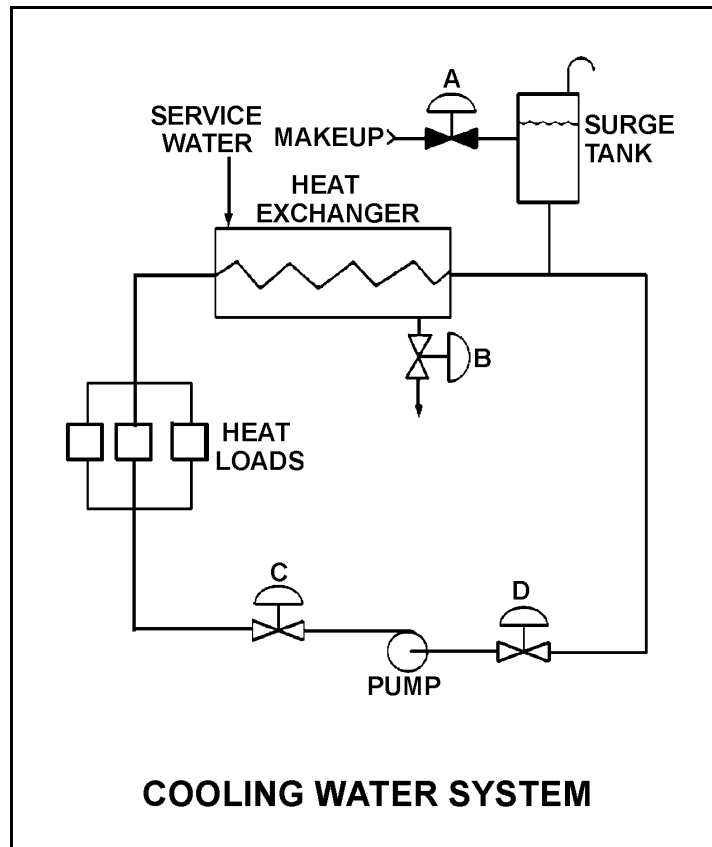 A
SERVICE
WATER
MAKEUP
SURGE
TANK
HEAT
EXCHANGER
B
HEAT
LOADS
C
D
PUMP
COOLING WATER SYSTEM